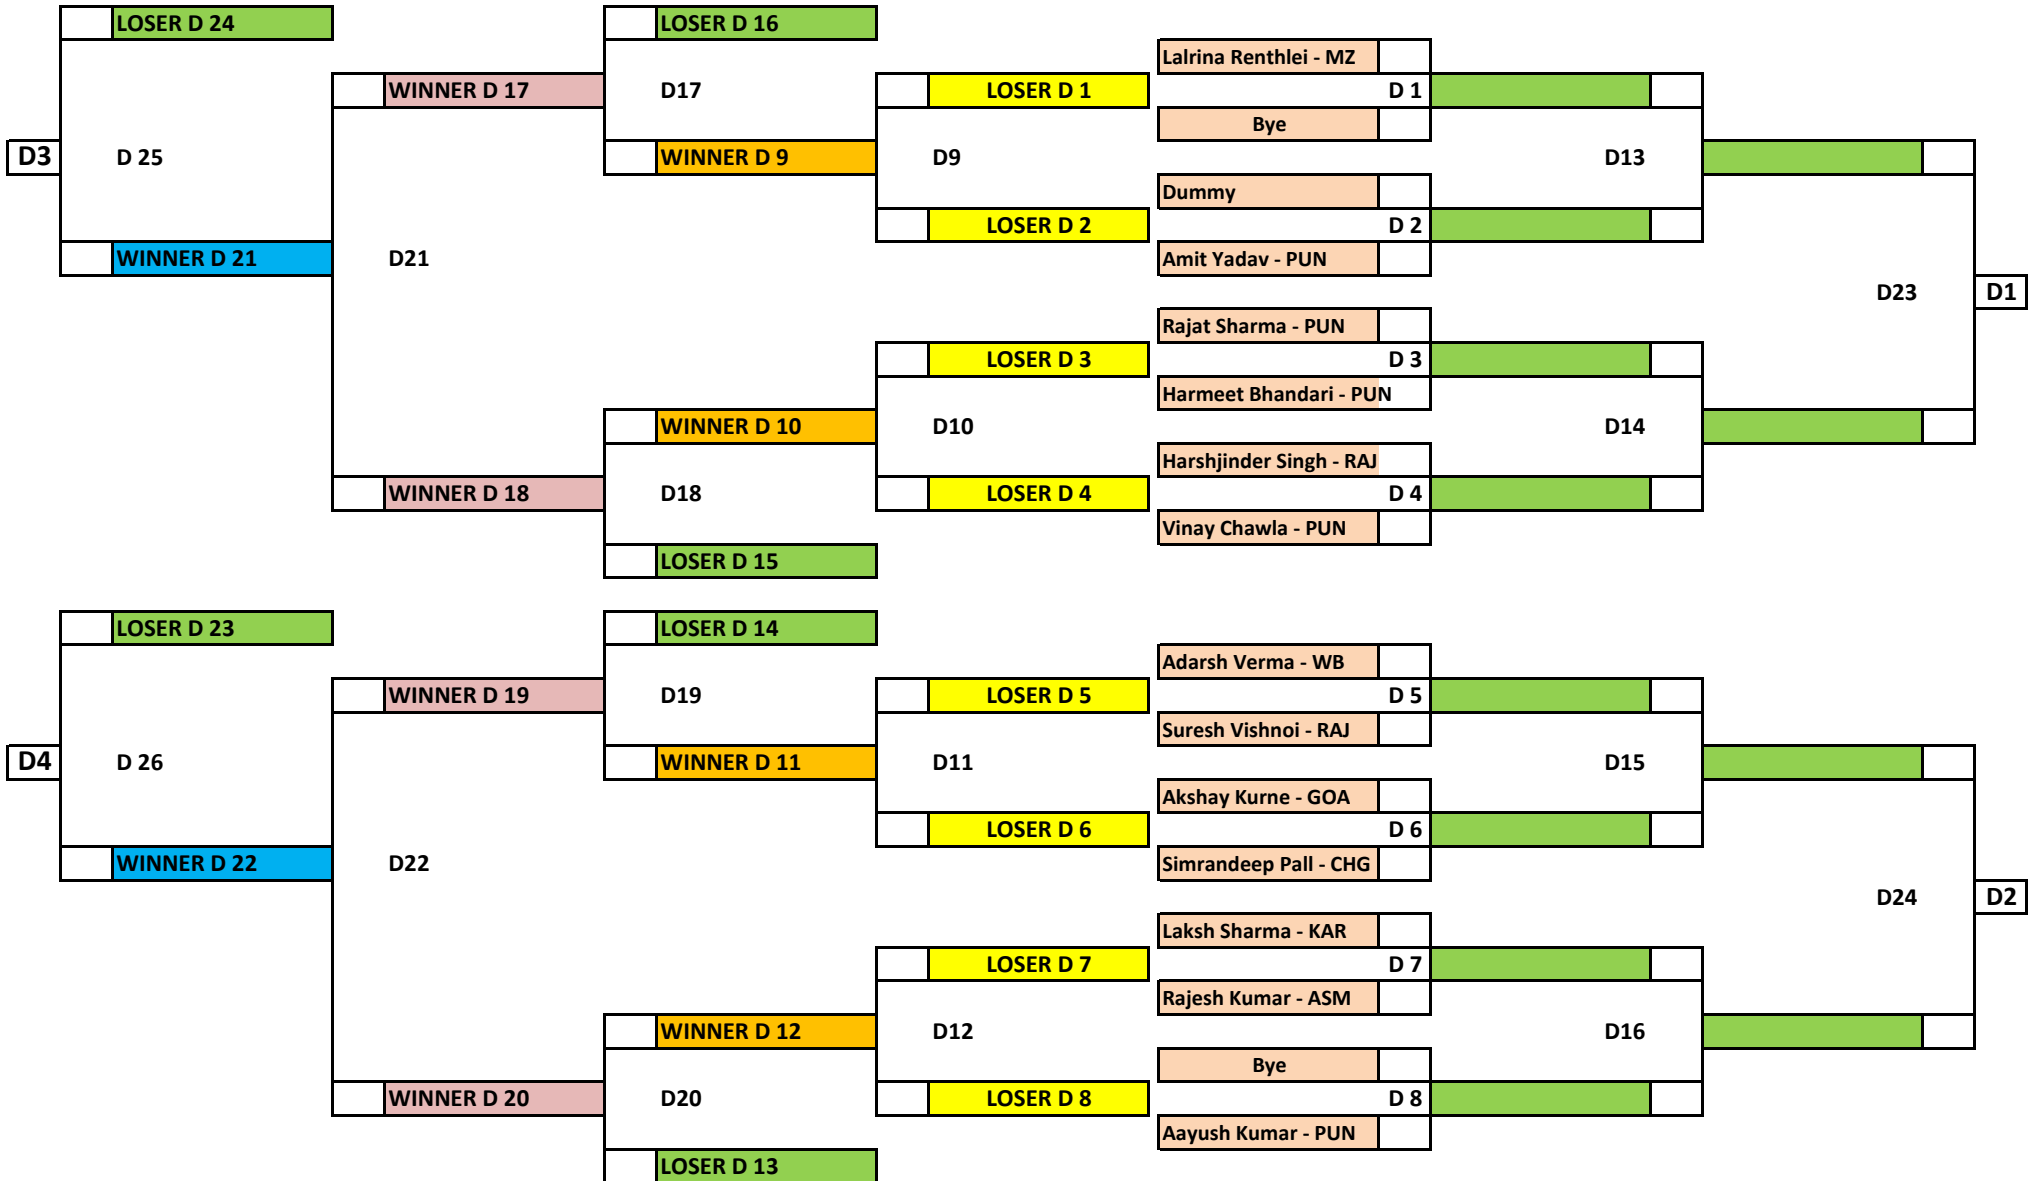 LOSER D 24
LOSER D 16
Lalrina Renthlei - MZ
WINNER D 17
D17
LOSER D 1
D 1
Bye
D3
D 25
WINNER D 9
D9
D13
Dummy
LOSER D 2
D 2
WINNER D 21
D21
Amit Yadav - PUN
D23
D1
Rajat Sharma - PUN
LOSER D 3
D 3
Harmeet Bhandari - PUN
WINNER D 10
D10
D14
Harshjinder Singh - RAJ
WINNER D 18
D18
LOSER D 4
D 4
Vinay Chawla - PUN
LOSER D 15
LOSER D 23
LOSER D 14
Adarsh Verma - WB
WINNER D 19
D19
LOSER D 5
D 5
Suresh Vishnoi - RAJ
D4
D 26
WINNER D 11
D11
D15
Akshay Kurne - GOA
LOSER D 6
D 6
WINNER D 22
D22
Simrandeep Pall - CHG
D24
D2
Laksh Sharma - KAR
LOSER D 7
D 7
Rajesh Kumar - ASM
WINNER D 12
D12
D16
Bye
WINNER D 20
D20
LOSER D 8
D 8
Aayush Kumar - PUN
LOSER D 13